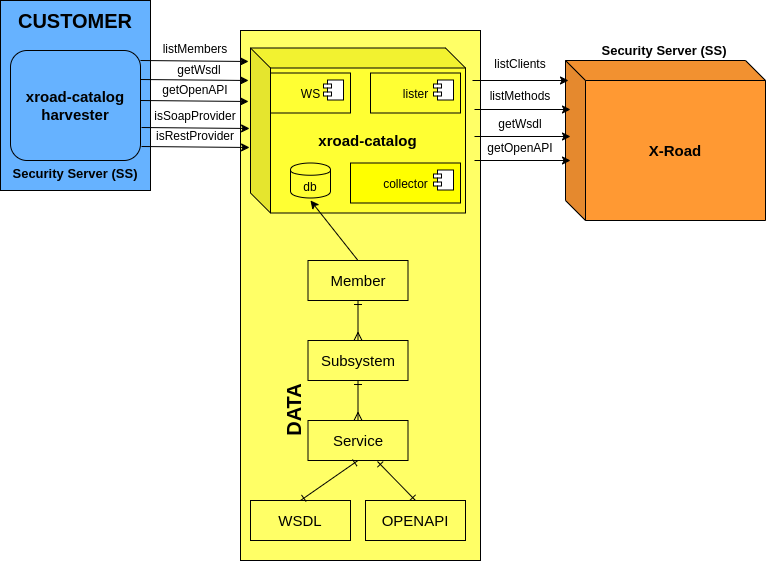 CUSTOMER
xroad-catalog
harvester
Security Server (SS)
listMembers
getWsdl
getOpenAPI
isSoapProvider
isRestProvider
WS
lister
xroad-catalog
db
collector
Member
Subsystem
DATA
Service
WSDL
OPENAPI
listClients
listMethods
getWsdl
getOpenAPI
Security Server (SS)
X-Road